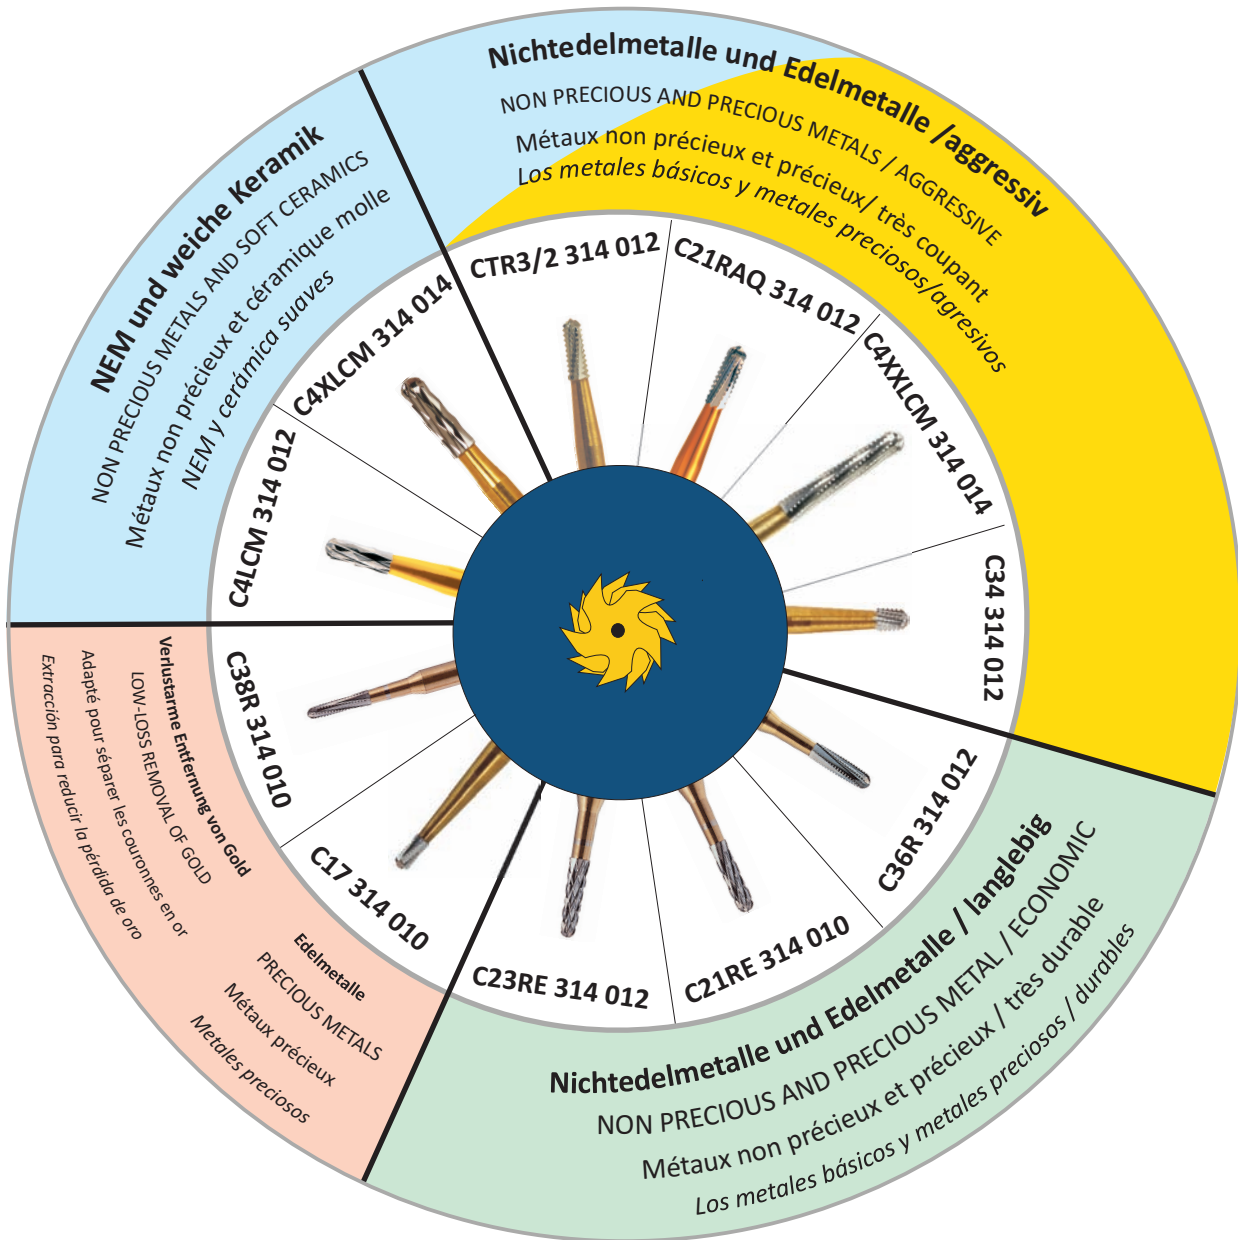 Nichtedelmetalle und Edelmetalle /aggressiv
NON PRECIOUS AND PRECIOUS METALS / AGGRESSIVE
Métaux non précieux et précieux/ très coupant
Los metales básicos y metales preciosos/agresivos
CTR3/2 314 012
C21RAQ 314 012
C4XXLCM 314 014
C34 314 012
Nichtedelmetalle und Edelmetalle / langlebig
NON PRECIOUS AND PRECIOUS METAL / ECONOMIC
Métaux non précieux et précieux / très durable
Los metales básicos y metales preciosos / durables
C36R 314 012
C21RE 314 010
C23RE 314 012
Edelmetalle
PRECIOUS METALS
Métaux précieux
Metales preciosos
C17 314 010
Verlustarme Entfernung von Gold
LOW-LOSS REMOVAL OF GOLD
Adapté pour séparer les couronnes en or
Extracción para reducir la pérdida de oro
C38R 314 010
NEM und weiche Keramik
NON PRECIOUS METALS AND SOFT CERAMICS
Métaux non précieux et céramique molle
NEM y cerámica suaves
C4LCM 314 012
C4XLCM 314 014